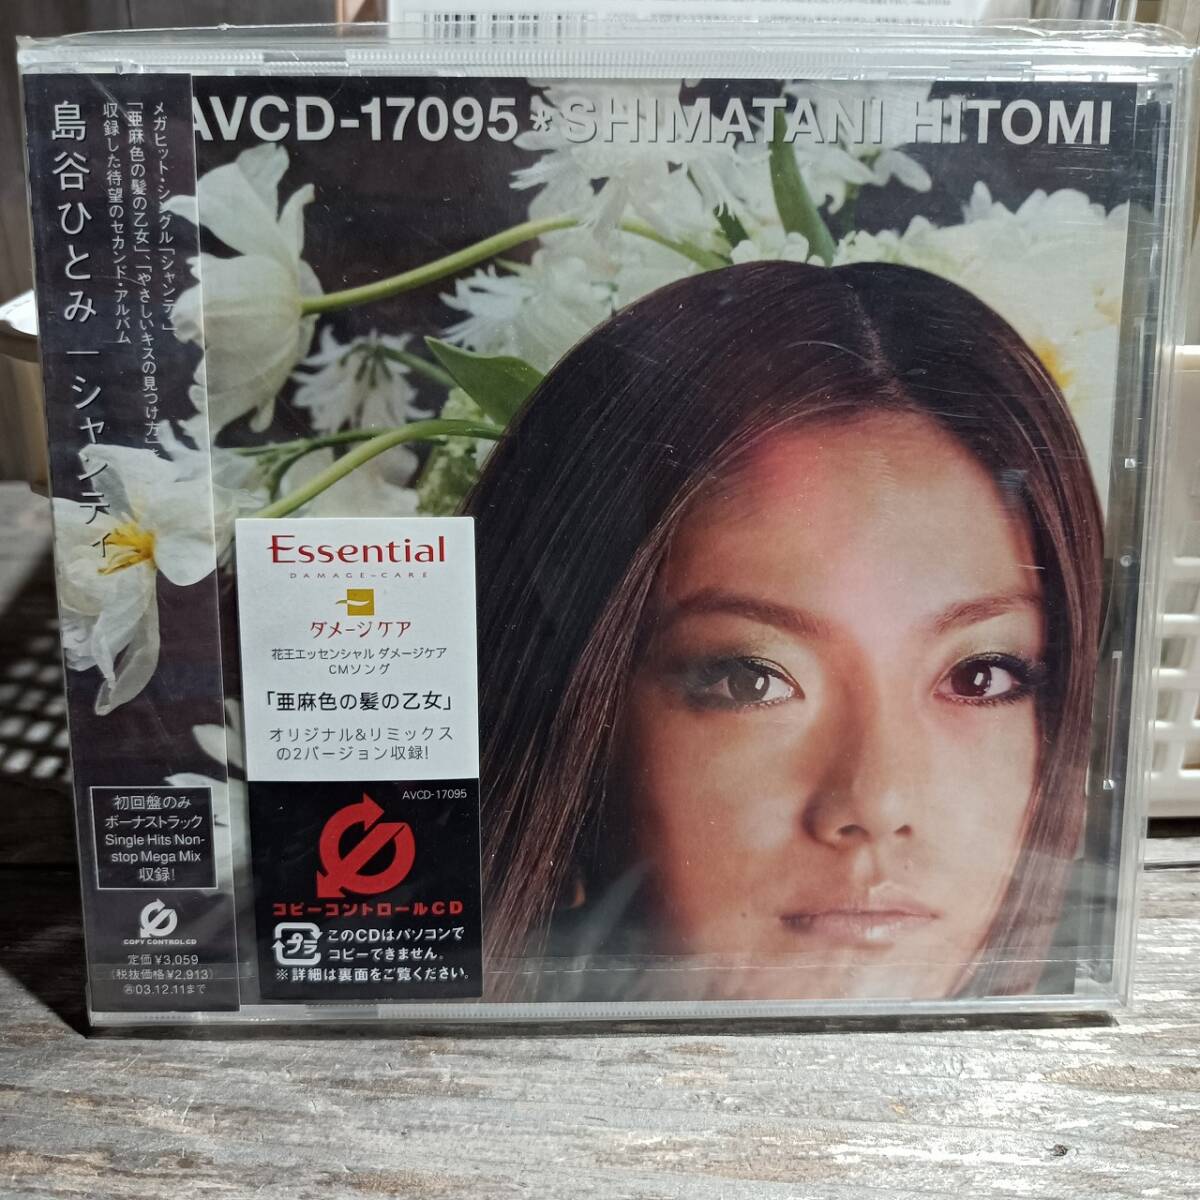 AVCD-17095*SHIMATANI HITOMI
島谷ひとみ｜シャンティ
メガヒット・シングル「シャンティ」、
「亜麻色の髪の乙女」、「やさしいキスの見つけ方」を
収録した待望のセカンド・アルバム
初回盤のみ
ボーナストラック
Single Hits Non-
stop Mega Mix
収録!
COPY CONTROL CD
定価 ¥3,059
(税抜価格¥2,913)
03.12.11まで
Essential
DAMAGE-CARE
ダメージケア
花王エッセンシャル ダメージケア
CMソング
「亜麻色の髪の乙女」
オリジナル&リミックス
の2バージョン収録!
AVCD-17095
コピーコントロールCD
プラ
このCDはパソコンで
コピーできません。
※詳細は裏面をご覧ください。